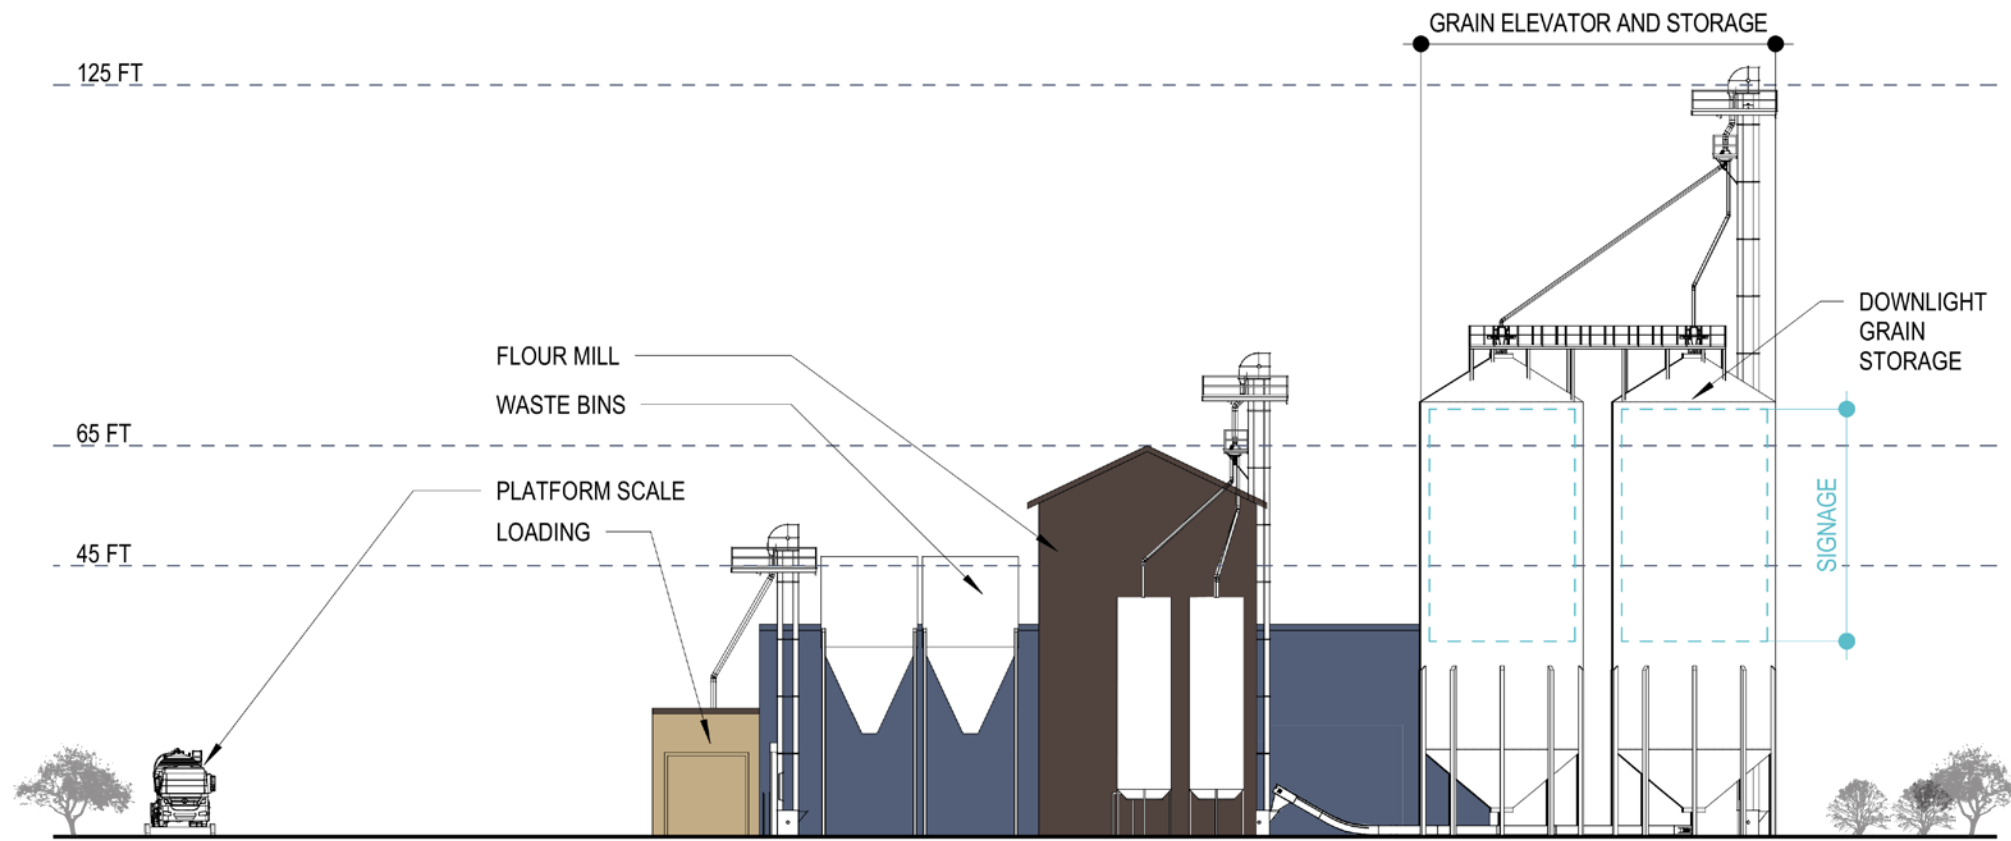 GRAIN ELEVATOR AND STORAGE
125 FT
DOWNLIGHT
GRAIN
STORAGE
FLOUR MILL
WASTE BINS
65 FT
PLATFORM SCALE
LOADING
SIGNAGE
45 FT